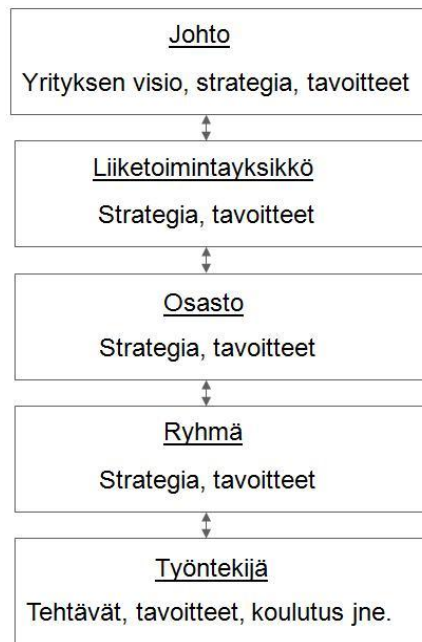 Johto
Yrityksen visio, strategia, tavoitteet
Liiketoimintayksikkö
Strategia, tavoitteet
Osasto
Strategia, tavoitteet
Ryhmä
Strategia, tavoitteet
Työntekijä
Tehtävät, tavoitteet, koulutus jne.